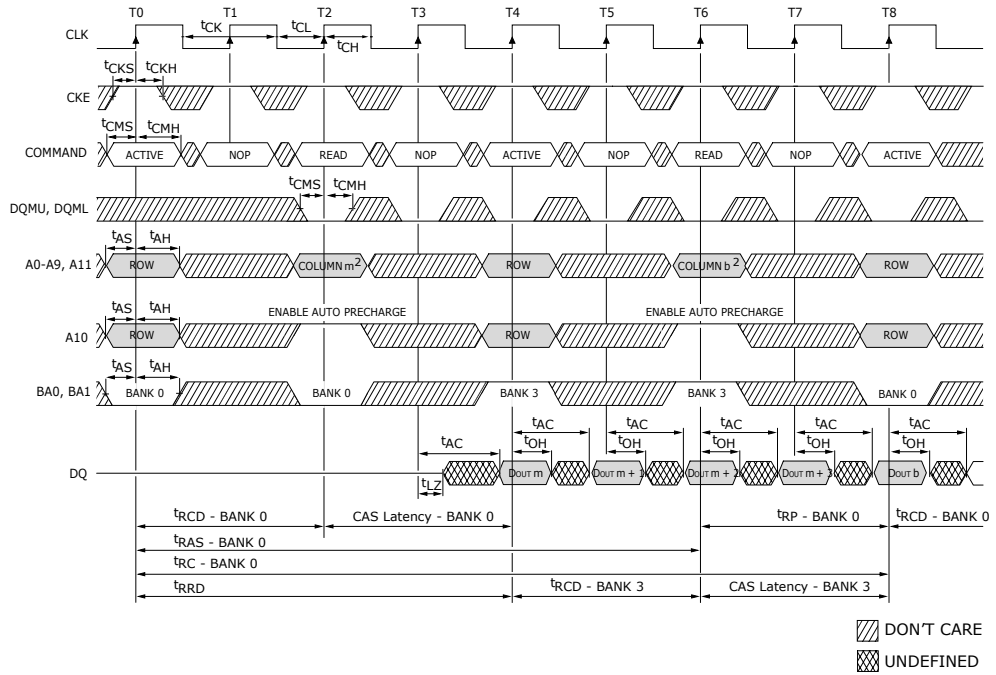 T0 T1 T2 T3 T4 T5 T6 T7 T8
CLK
tCK tCL tCH
tCKS tCKH
CKE
tCMS tCMH
COMMAND ACTIVE NOP READ NOP ACTIVE NOP READ NOP ACTIVE
tCMS tCMH
DQMU, DQML
tAS tAH
A0-A9, A11 ROW COLUMN m2 ROW COLUMN b2 ROW
tAS tAH ENABLE AUTO PRECHARGE ENABLE AUTO PRECHARGE
A10 ROW ROW ROW
tAS tAH
BA0, BA1 BANK 0 BANK 0 BANK 3 BANK 3 BANK 0
tAC tAC tAC tAC tAC tAC
tOH tOH tOH tOH tOH
DQ DOUT m DOUT m + 1 DOUT m + 2 DOUT m + 3 DOUT b
tLZ
tRCD - BANK 0 CAS Latency - BANK 0 tRP - BANK 0 tRCD - BANK 0
tRAS - BANK 0
tRC - BANK 0
tRRD tRCD - BANK 3 CAS Latency - BANK 3
DON'T CARE
UNDEFINED